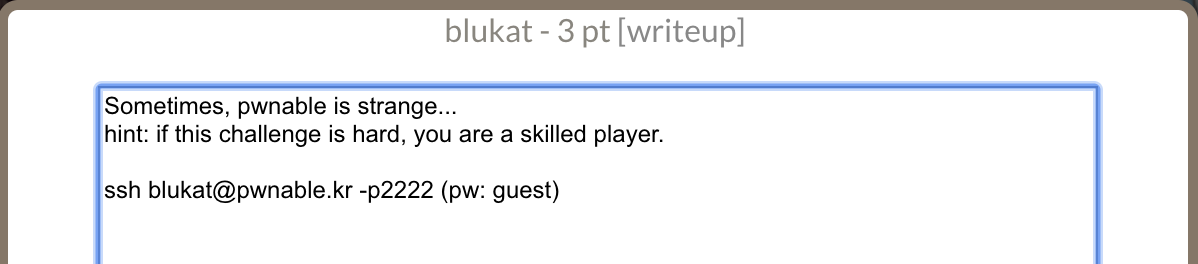 blukat - 3 pt [writeup]
Sometimes, pwnable is strange...
hint: if this challenge is hard, you are a skilled player.
ssh blukat@pwnable.kr -p2222 (pw: guest)